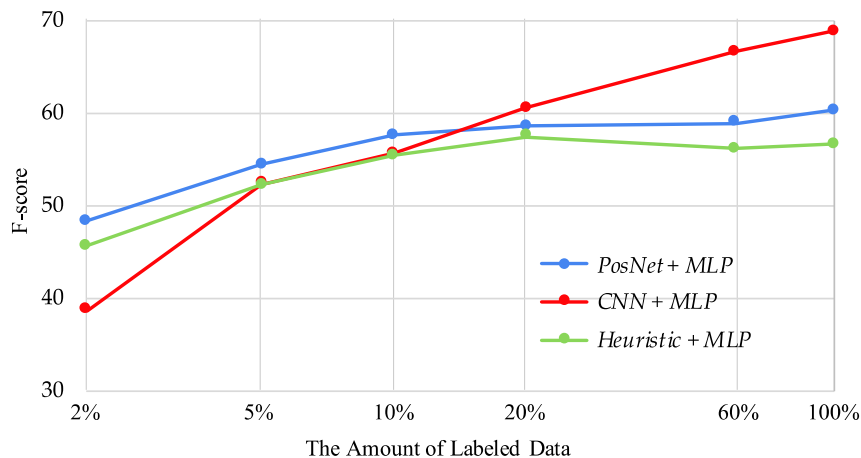 70
60
50
40
30
F-score
2%
5%
10%
20%
60%
100%
The Amount of Labeled Data
PosNet + MLP
CNN + MLP
Heuristic + MLP